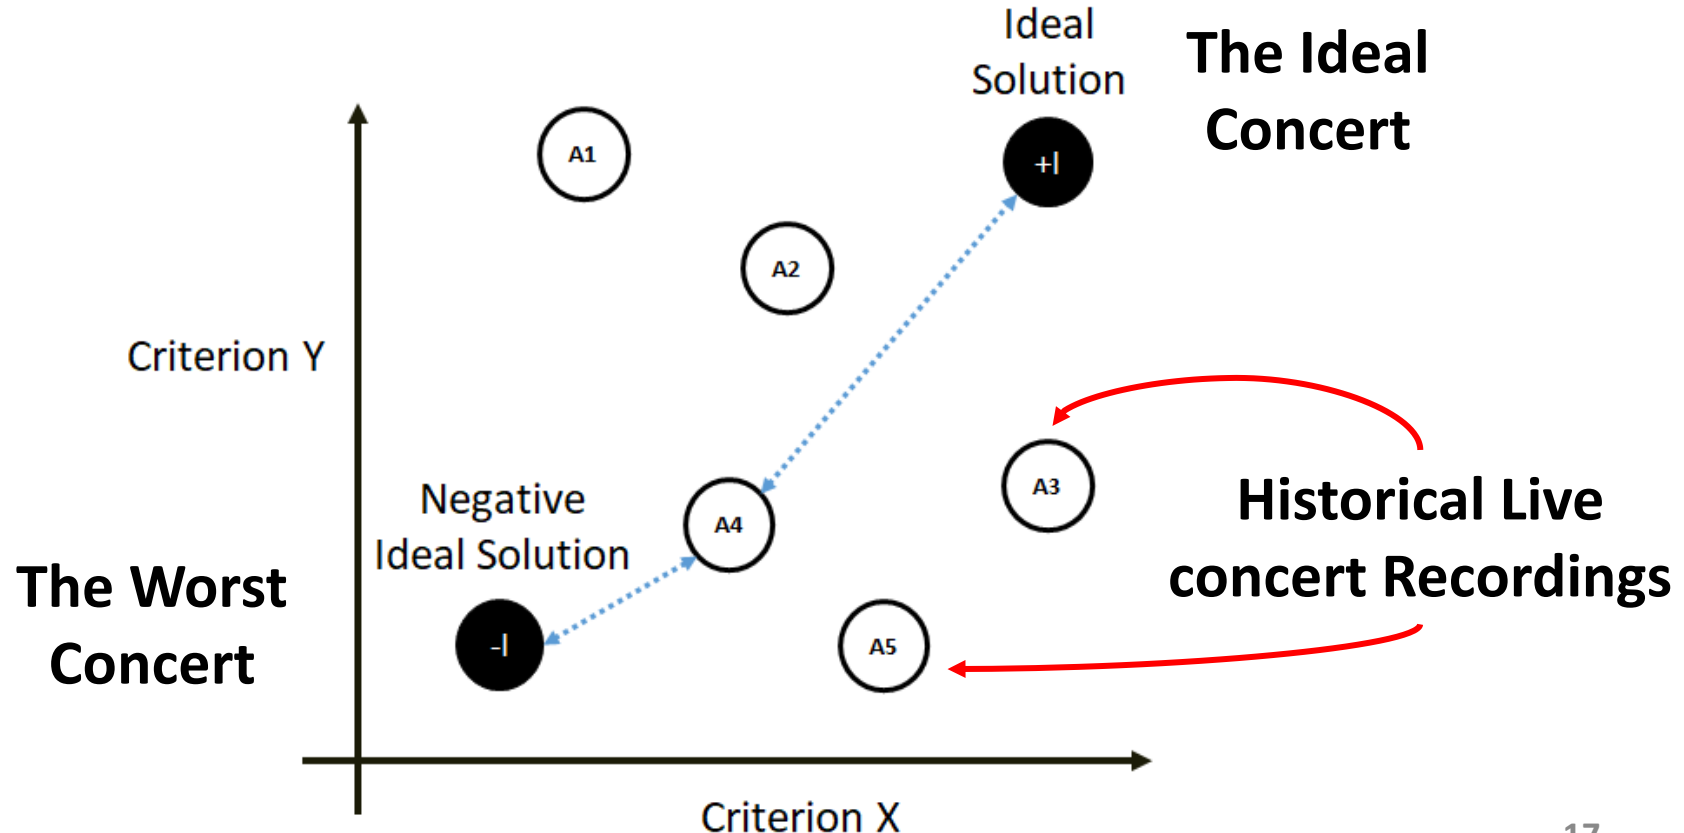 Ideal
Solution
The Ideal
Concert
A1
+I
A2
Criterion Y
A3
Negative
Ideal Solution
A4
Historical Live
concert Recordings
The Worst
Concert
-I
A5
Criterion X
17